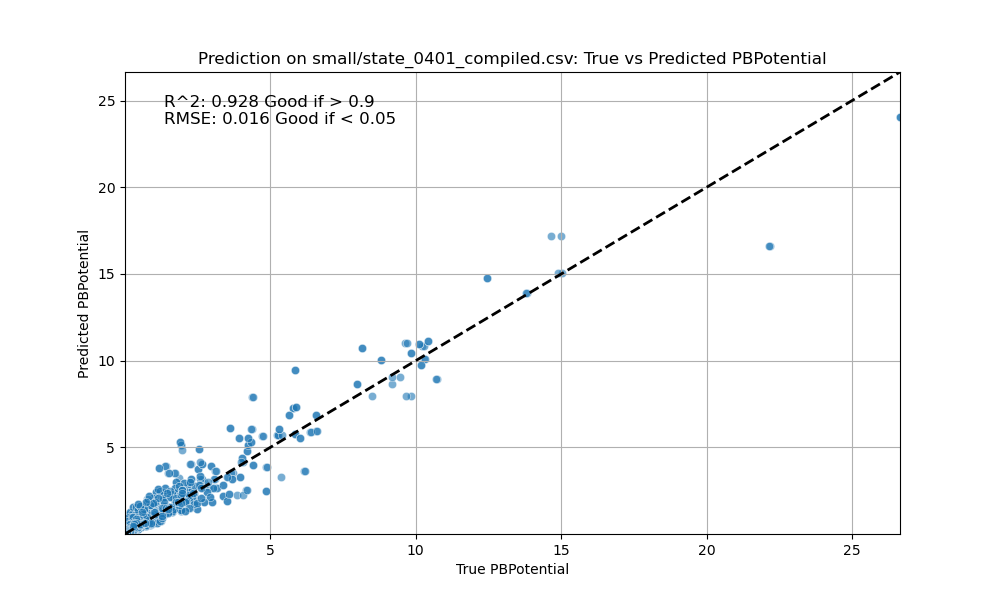 Prediction on small/state_0401_compiled.csv: True vs Predicted PBPotential
R^2: 0.928 Good if > 0.9
RMSE: 0.016 Good if < 0.05
25
20
15
10
5
Predicted PBPotential
5 10 15 20 25
True PBPotential